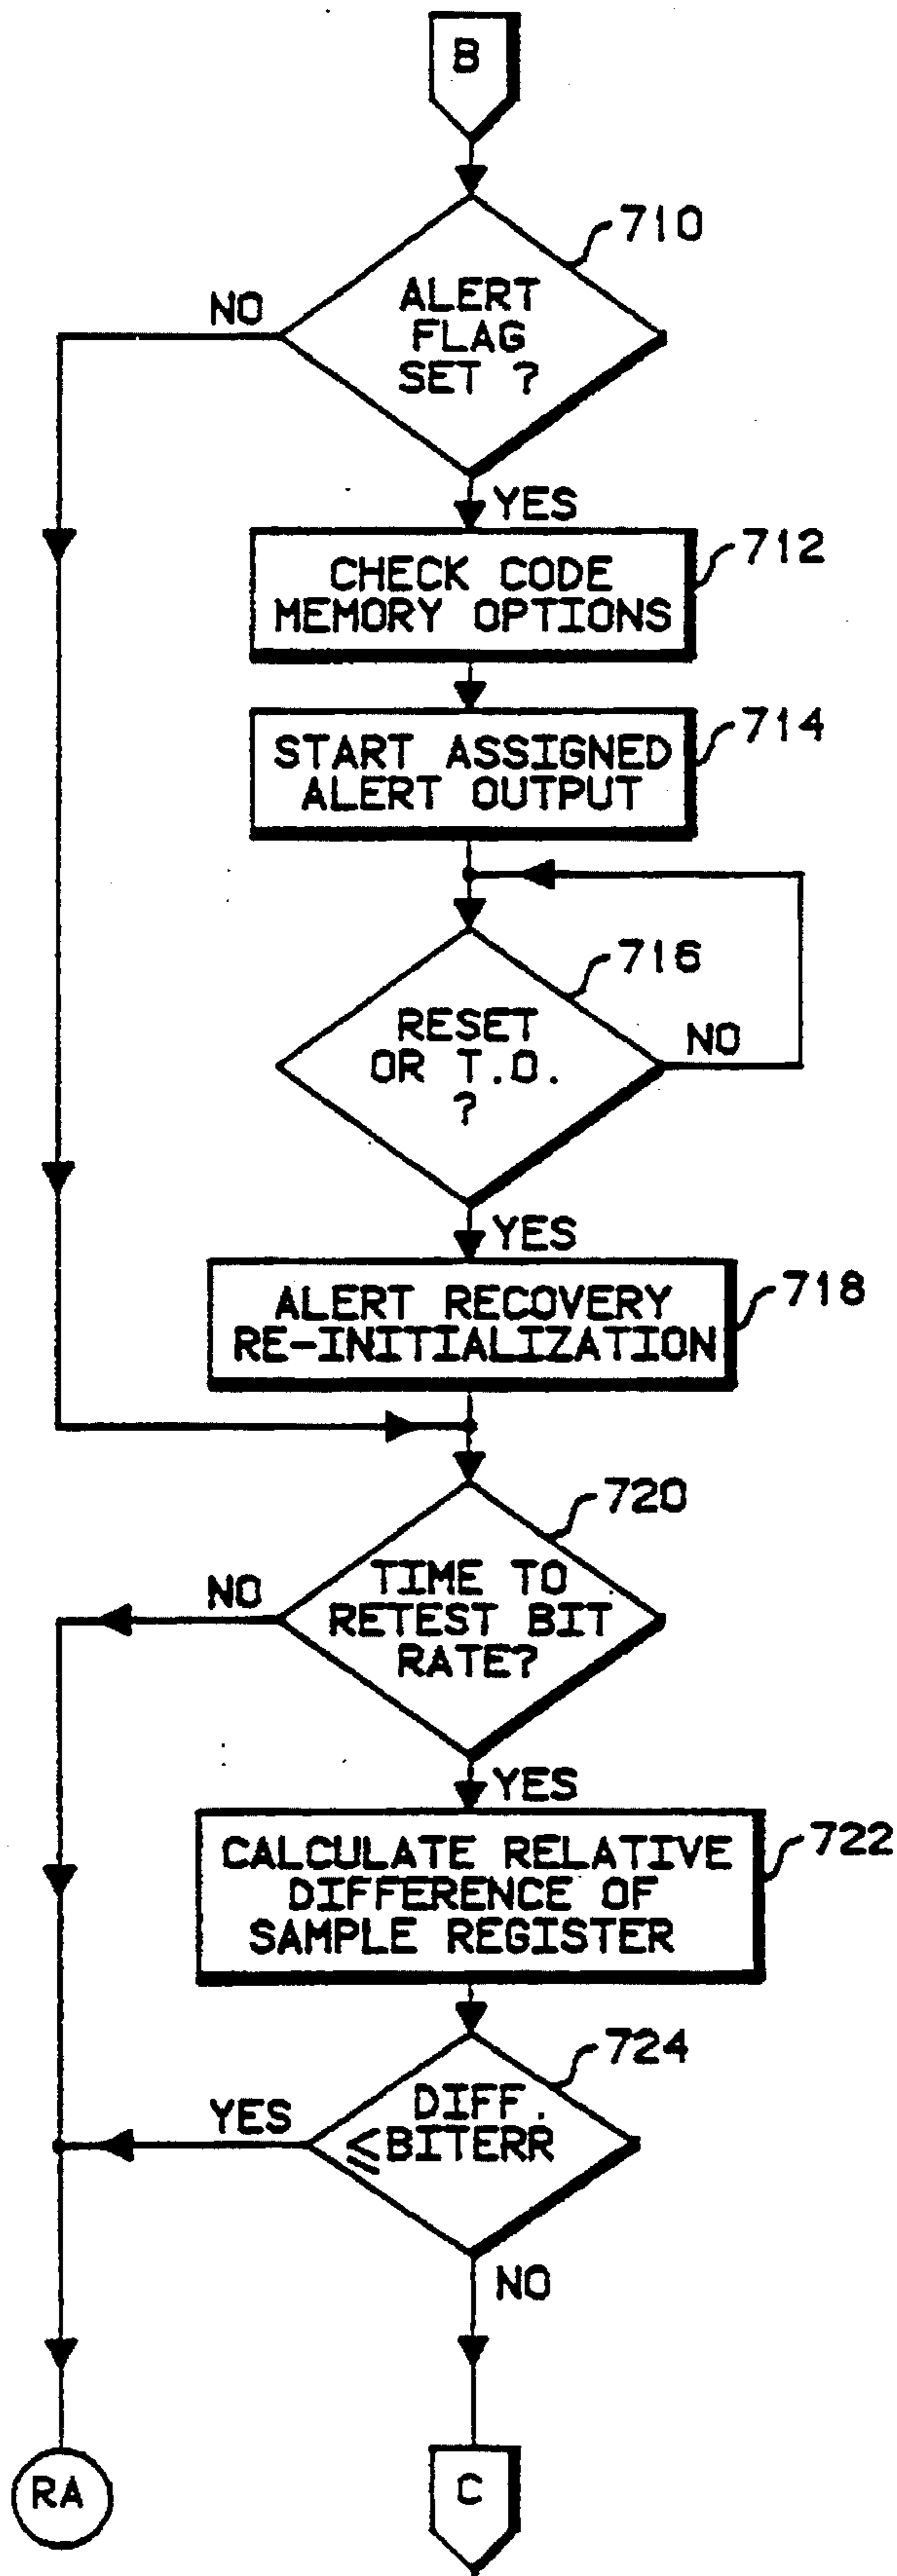 B
710
ALERT
FLAG
SET ?
NO
YES
712
CHECK CODE
MEMORY OPTIONS
714
START ASSIGNED
ALERT OUTPUT
716
RESET
OR T.O.
?
NO
YES
718
ALERT RECOVERY
RE-INITIALIZATION
720
TIME TO
RETEST BIT
RATE?
NO
YES
722
CALCULATE RELATIVE
DIFFERENCE OF
SAMPLE REGISTER
724
DIFF.
≤BITERR
YES
NO
RA
C